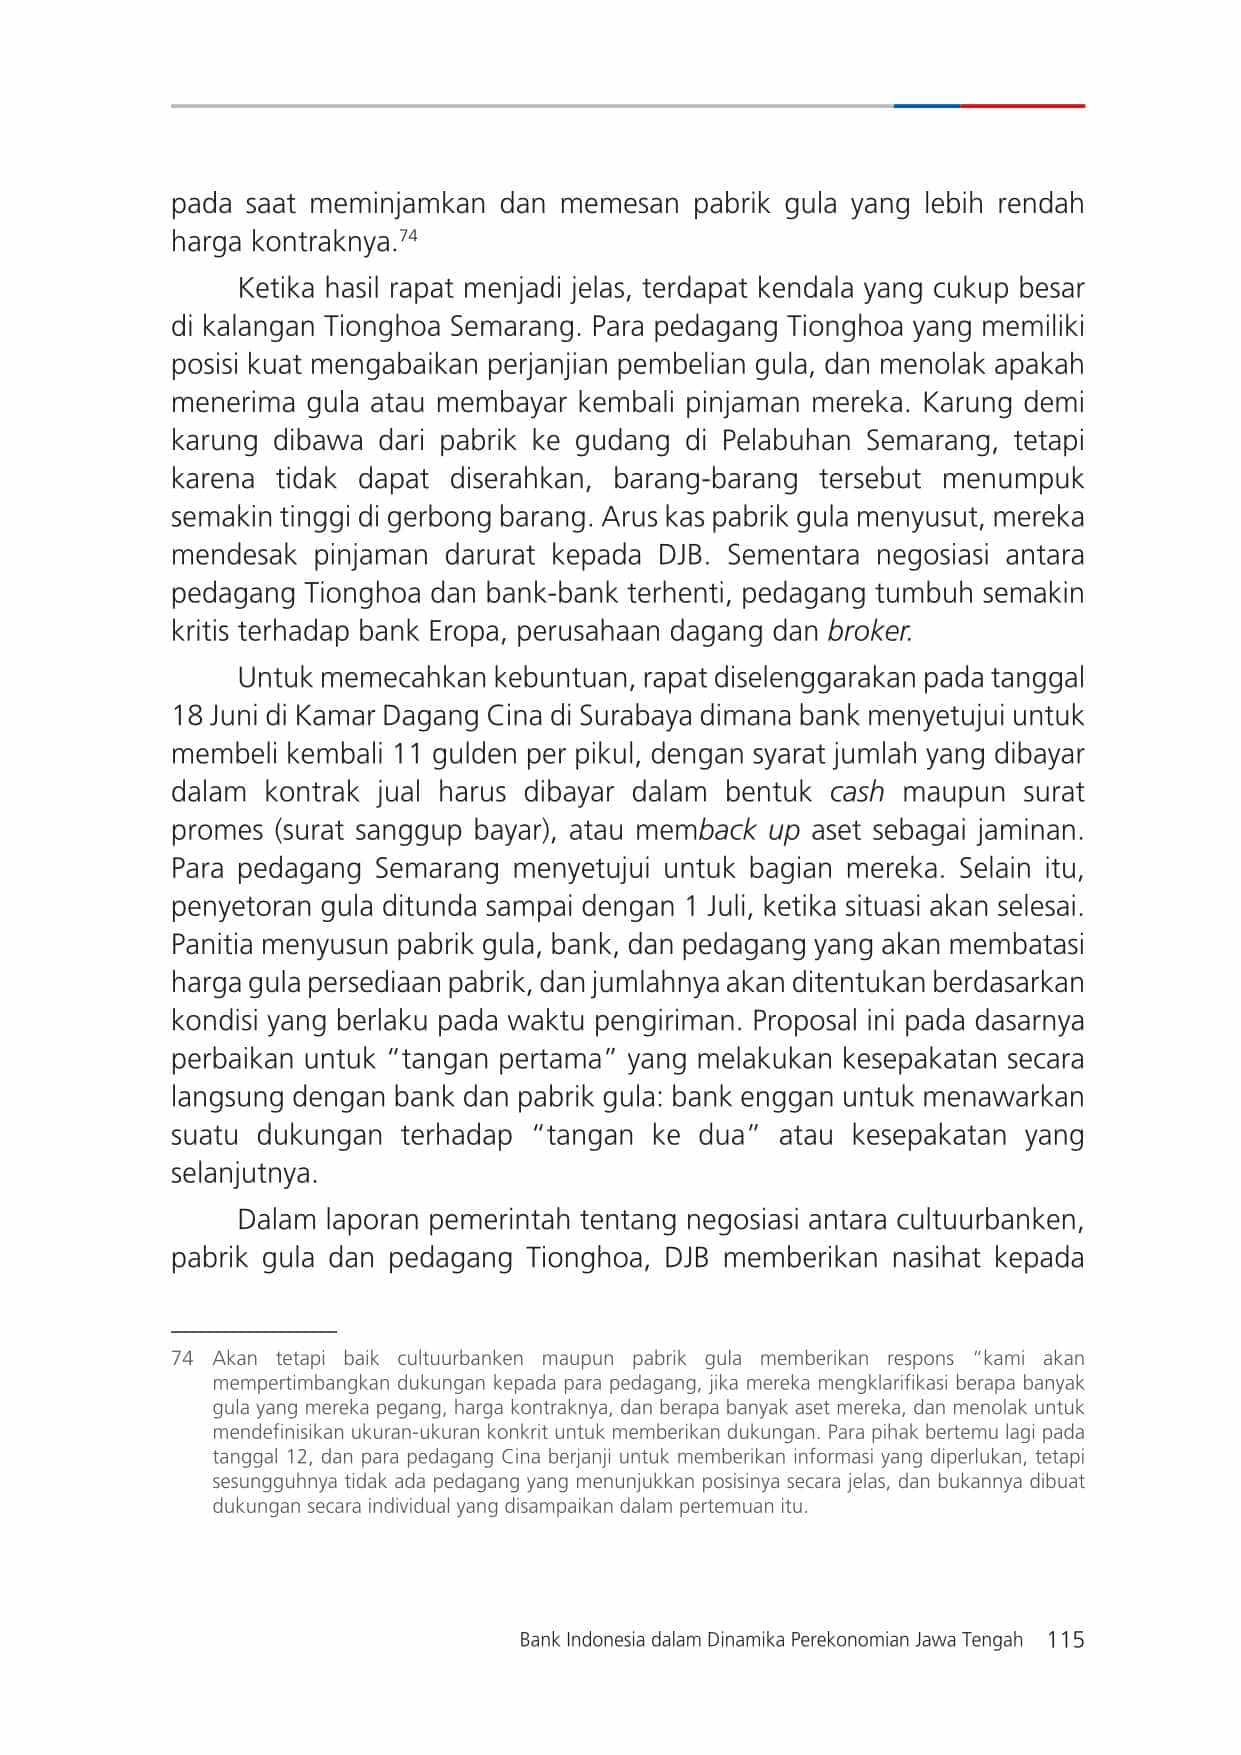 pada saat meminjamkan dan memesan pabrik gula yang lebih rendah
harga kontraknya.74
Ketika hasil rapat menjadi jelas, terdapat kendala yang cukup besar
di kalangan Tionghoa Semarang. Para pedagang Tionghoa yang memiliki
posisi kuat mengabaikan perjanjian pembelian gula, dan menolak apakah
menerima gula atau membayar kembali pinjaman mereka. Karung demi
karung dibawa dari pabrik ke gudang di Pelabuhan Semarang, tetapi
karena tidak dapat diserahkan, barang-barang tersebut menumpuk
semakin tinggi di gerbong barang. Arus kas pabrik gula menyusut, mereka
mendesak pinjaman darurat kepada DJB. Sementara negosiasi antara
pedagang Tionghoa dan bank-bank terhenti, pedagang tumbuh semakin
kritis terhadap bank Eropa, perusahaan dagang dan broker.
Untuk memecahkan kebuntuan, rapat diselenggarakan pada tanggal
18 Juni di Kamar Dagang Cina di Surabaya dimana bank menyetujui untuk
membeli kembali 11 gulden per pikul, dengan syarat jumlah yang dibayar
dalam kontrak jual harus dibayar dalam bentuk cash maupun surat
promes (surat sanggup bayar), atau memback up aset sebagai jaminan.
Para pedagang Semarang menyetujui untuk bagian mereka. Selain itu,
penyetoran gula ditunda sampai dengan 1 Juli, ketika situasi akan selesai.
Panitia menyusun pabrik gula, bank, dan pedagang yang akan membatasi
harga gula persediaan pabrik, dan jumlahnya akan ditentukan berdasarkan
kondisi yang berlaku pada waktu pengiriman. Proposal ini pada dasarnya
perbaikan untuk “tangan pertama” yang melakukan kesepakatan secara
langsung dengan bank dan pabrik gula: bank enggan untuk menawarkan
suatu dukungan terhadap “tangan ke dua” atau kesepakatan yang
selanjutnya.
Dalam laporan pemerintah tentang negosiasi antara cultuurbanken,
pabrik gula dan pedagang Tionghoa, DJB memberikan nasihat kepada
74 Akan tetapi baik cultuurbanken maupun pabrik gula memberikan respons “kami akan
mempertimbangkan dukungan kepada para pedagang, jika mereka mengklarifikasi berapa banyak
gula yang mereka pegang, harga kontraknya, dan berapa banyak aset mereka, dan menolak untuk
mendefinisikan ukuran-ukuran konkrit untuk memberikan dukungan. Para pihak bertemu lagi pada
tanggal 12, dan para pedagang Cina berjanji untuk memberikan informasi yang diperlukan, tetapi
sesungguhnya tidak ada pedagang yang menunjukkan posisinya secara jelas, dan bukannya dibuat
dukungan secara individual yang disampaikan dalam pertemuan itu.
Bank Indonesia dalam Dinamika Perekonomian Jawa Tengah 115